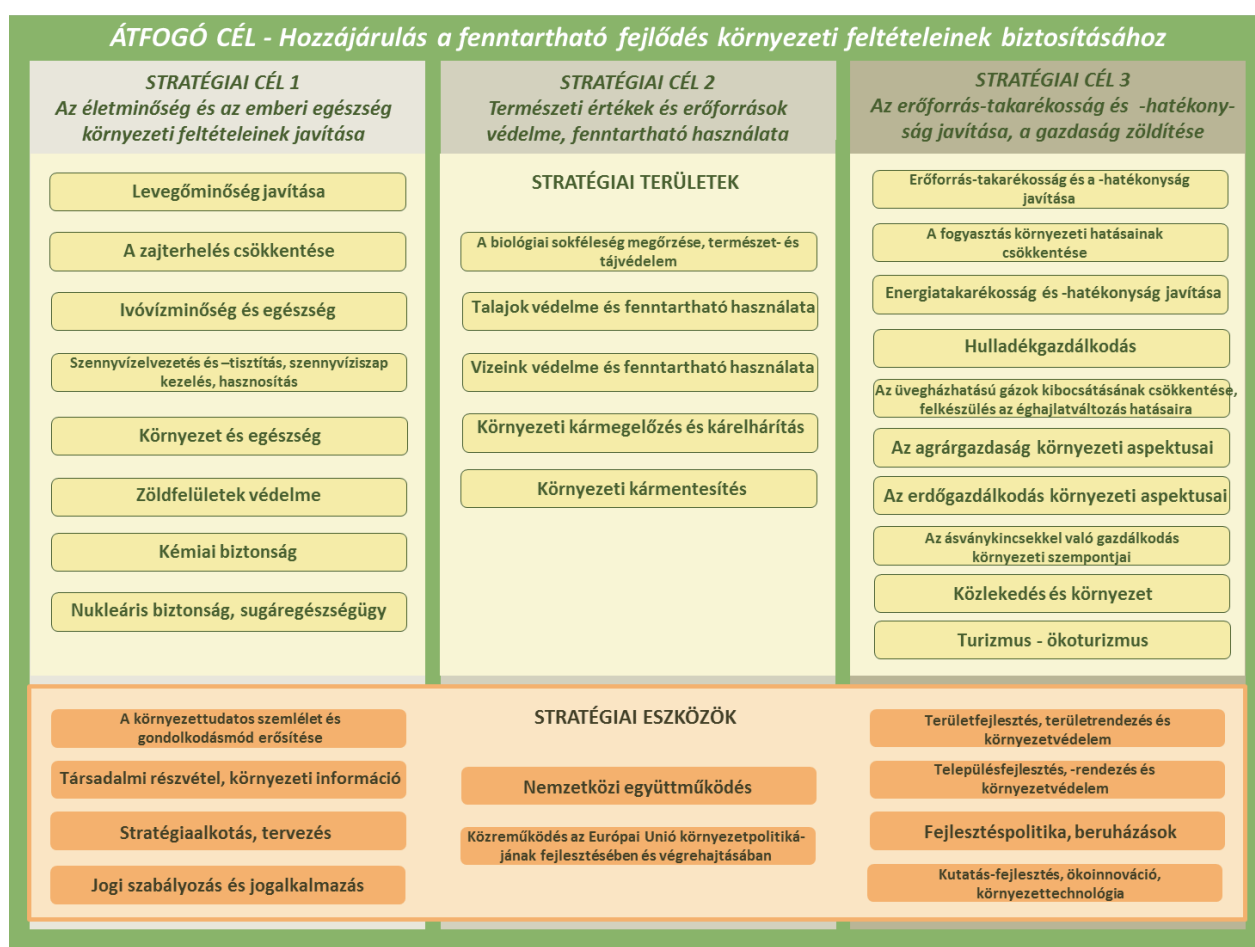 ÁTFOGÓ CÉL - Hozzájárulás a fenntartható fejlődés környezeti feltételeinek biztosításához
STRATÉGIAI CÉL 1
Az életminőség és az emberi egészség
környezeti feltételeinek javítása
Levegőminőség javítása
A zajterhelés csökkentése
Ivóvízminőség és egészség
Szennyvízelvezetés és –tisztítás, szennyvíziszap
kezelés, hasznosítás
Környezet és egészség
Zöldfelületek védelme
Kémiai biztonság
Nukleáris biztonság, sugáregészségügy
STRATÉGIAI CÉL 2
Természeti értékek és erőforrások
védelme, fenntartható használata
STRATÉGIAI TERÜLETEK
A biológiai sokféleség megőrzése, természet- és
tájvédelem
Talajok védelme és fenntartható használata
Vizeink védelme és fenntartható használata
Környezeti kármegelőzés és kárelhárítás
Környezeti kármentesítés
STRATÉGIAI CÉL 3
Az erőforrás-takarékosság és -hatékony-
ság javítása, a gazdaság zöldítése
Erőforrás-takarékosság és a -hatékonyság
javítása
A fogyasztás környezeti hatásainak
csökkentése
Energiatakarékosság és -hatékonyság javítása
Hulladékgazdálkodás
Az üvegházhatású gázok kibocsátásának csökkentése,
felkészülés az éghajlatváltozás hatásaira
Az agrárgazdaság környezeti aspektusai
Az erdőgazdálkodás környezeti aspektusai
Az ásványkincsekkel való gazdálkodás
környezeti szempontjai
Közlekedés és környezet
Turizmus - ökoturizmus
A környezettudatos szemlélet és
gondolkodásmód erősítése
Társadalmi részvétel, környezeti információ
Stratégiaalkotás, tervezés
Jogi szabályozás és jogalkalmazás
STRATÉGIAI ESZKÖZÖK
Nemzetközi együttműködés
Közreműködés az Európai Unió környezetpolitiká-
jának fejlesztésében és végrehajtásában
Területfejlesztés, területrendezés és
környezetvédelem
Településfejlesztés, -rendezés és
környezetvédelem
Fejlesztéspolitika, beruházások
Kutatás-fejlesztés, ökoinnováció,
környezettechnológia